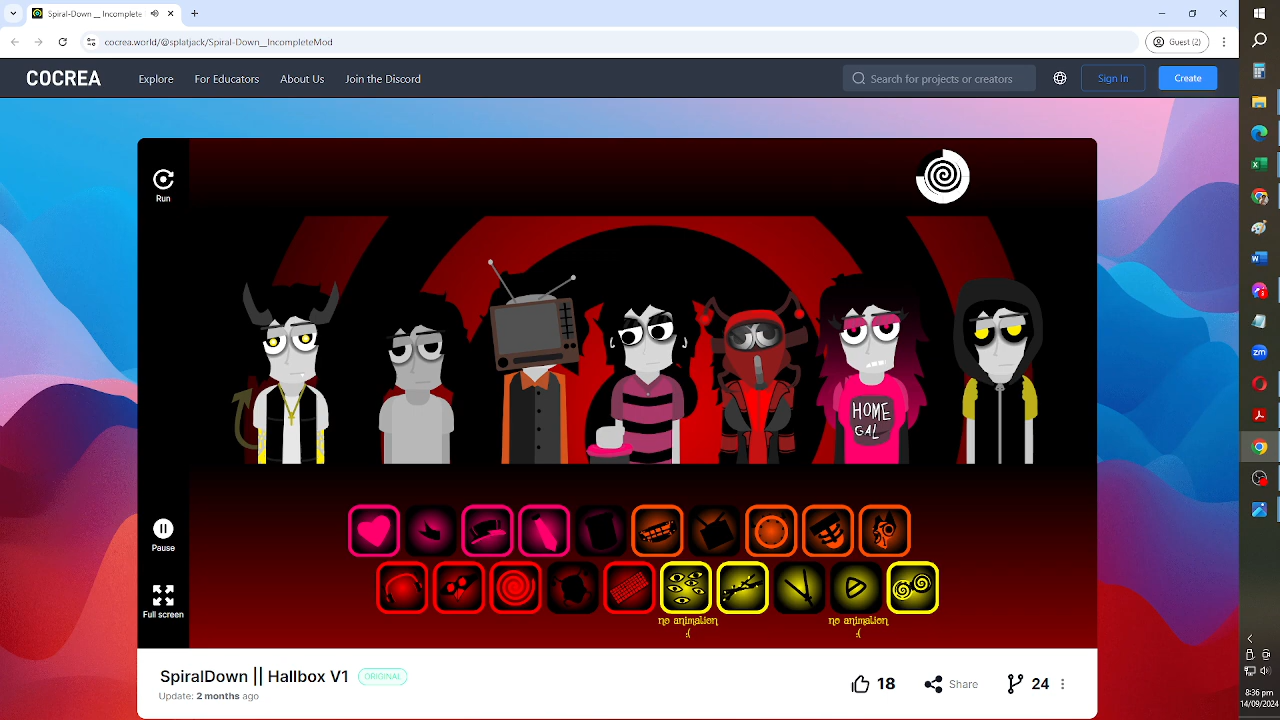 Spiral-Down __ Incomplete
cocrea.world/@splatjack/Spiral-Down__IncompleteMod
Guest (2)
COCREA
Explore
For Educators
About Us
Join the Discord
Search for projects or creators
Sign In
Create
Run
HOME
GAL
Pause
Full screen
no animation
:(
no animation
:(
SpiralDown || Hallbox V1
ORIGINAL
Update: 2 months ago
18
Share
24
8:36 pm
14/09/2024